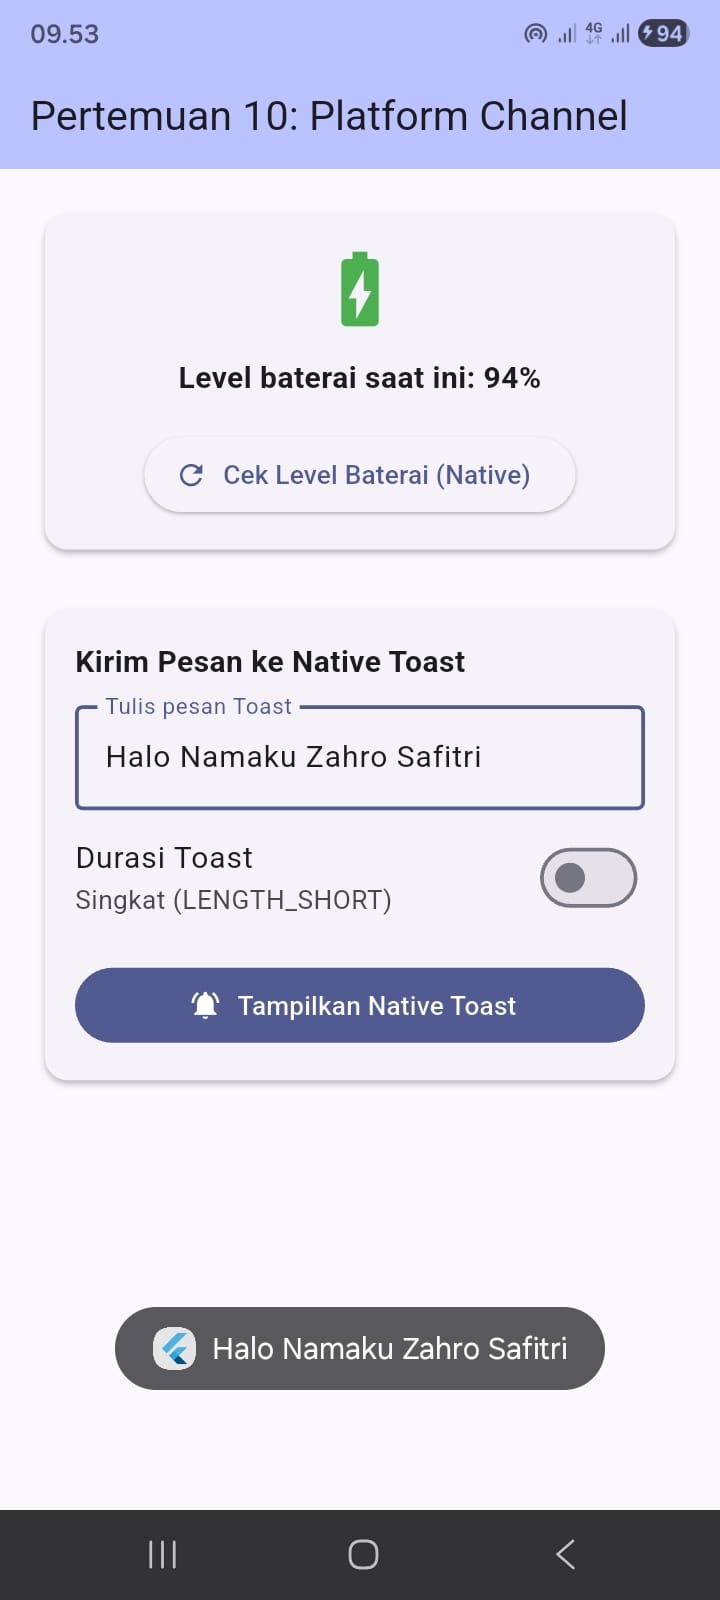 09.53
4G
94
Pertemuan 10: Platform Channel
Level baterai saat ini: 94%
Cek Level Baterai (Native)
Kirim Pesan ke Native Toast
Tulis pesan Toast
Halo Namaku Zahro Safitri
Durasi Toast
Singkat (LENGTH_SHORT)
Tampilkan Native Toast
Halo Namaku Zahro Safitri